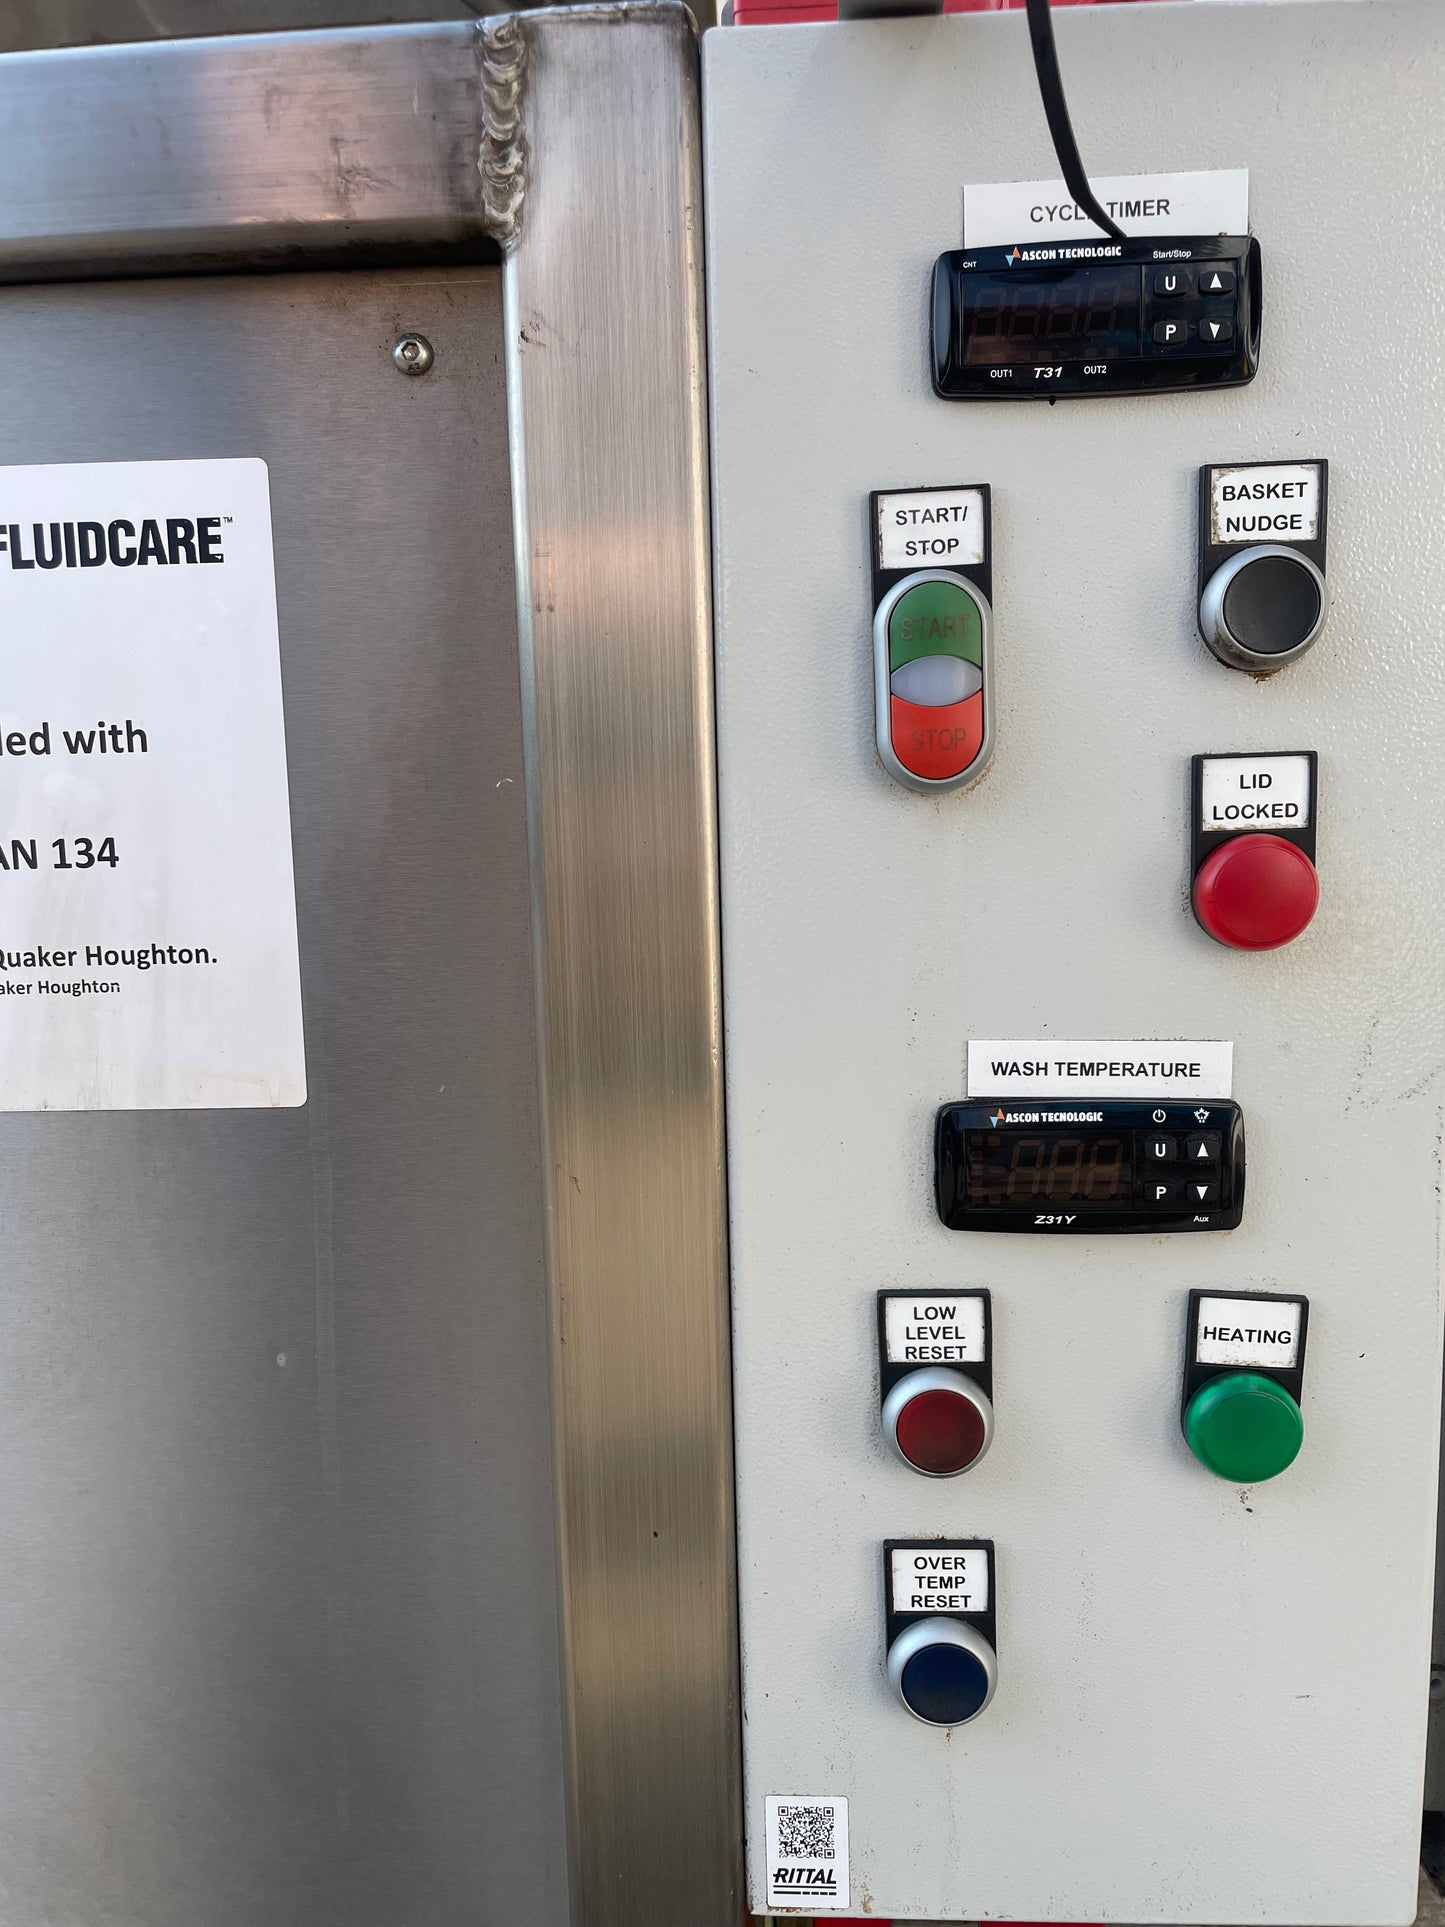 FLUIDCARE™
led with
AN 134
Quaker Houghton.
aker Houghton
A2
CYCLE TIMER
CNT
ASCON TECNOLOGIC
Start/Stop
U
P
OUT1
T31
OUT2
START/
STOP
START
STOP
BASKET
NUDGE
LID
LOCKED
WASH TEMPERATURE
ASCON TECNOLOGIC
U
P
Z31Y
Aux
LOW
LEVEL
RESET
HEATING
OVER
TEMP
RESET
RITTAL